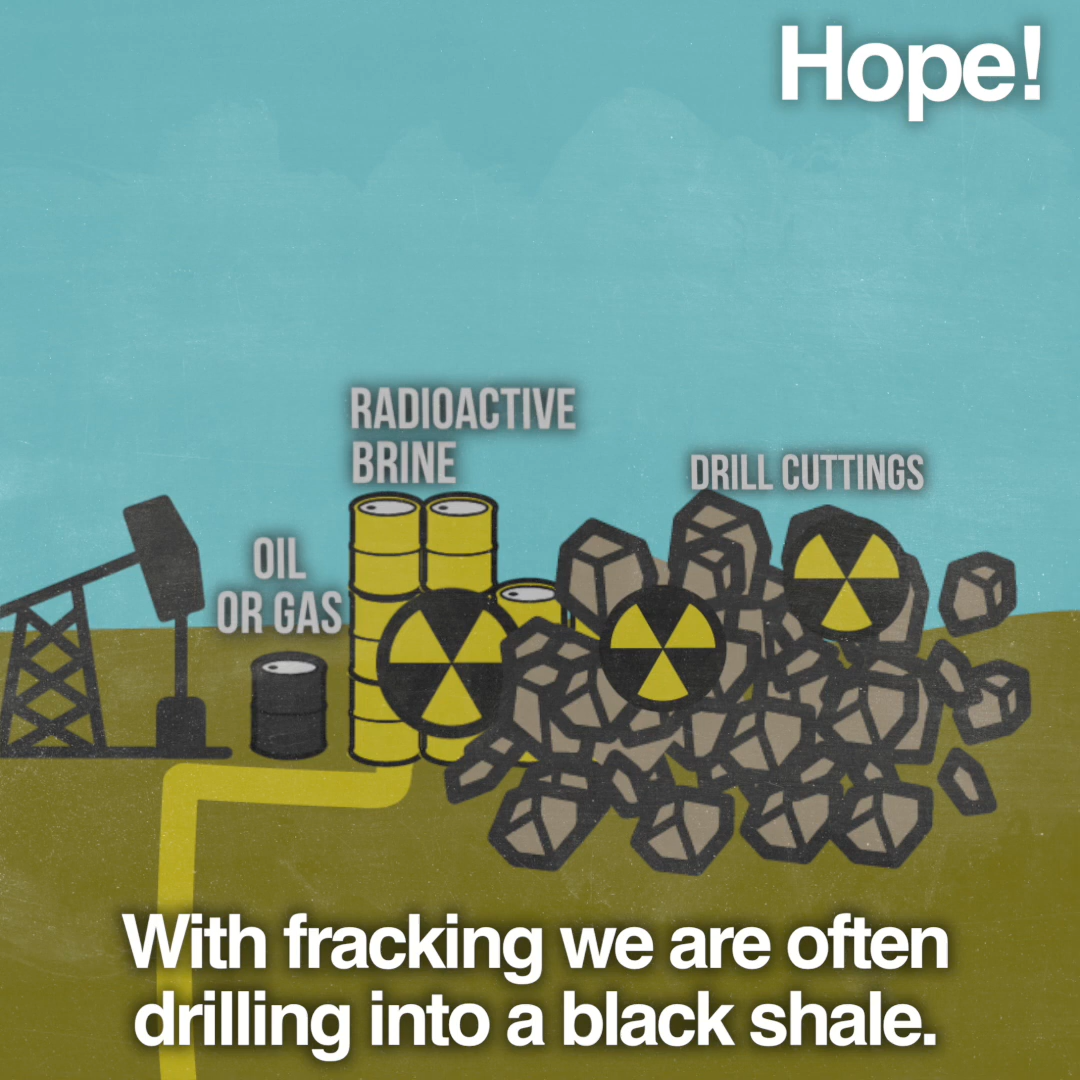 Hope!
RADIOACTIVE
BRINE
DRILL CUTTINGS
OIL
OR GAS
With fracking we are often
drilling into a black shale.